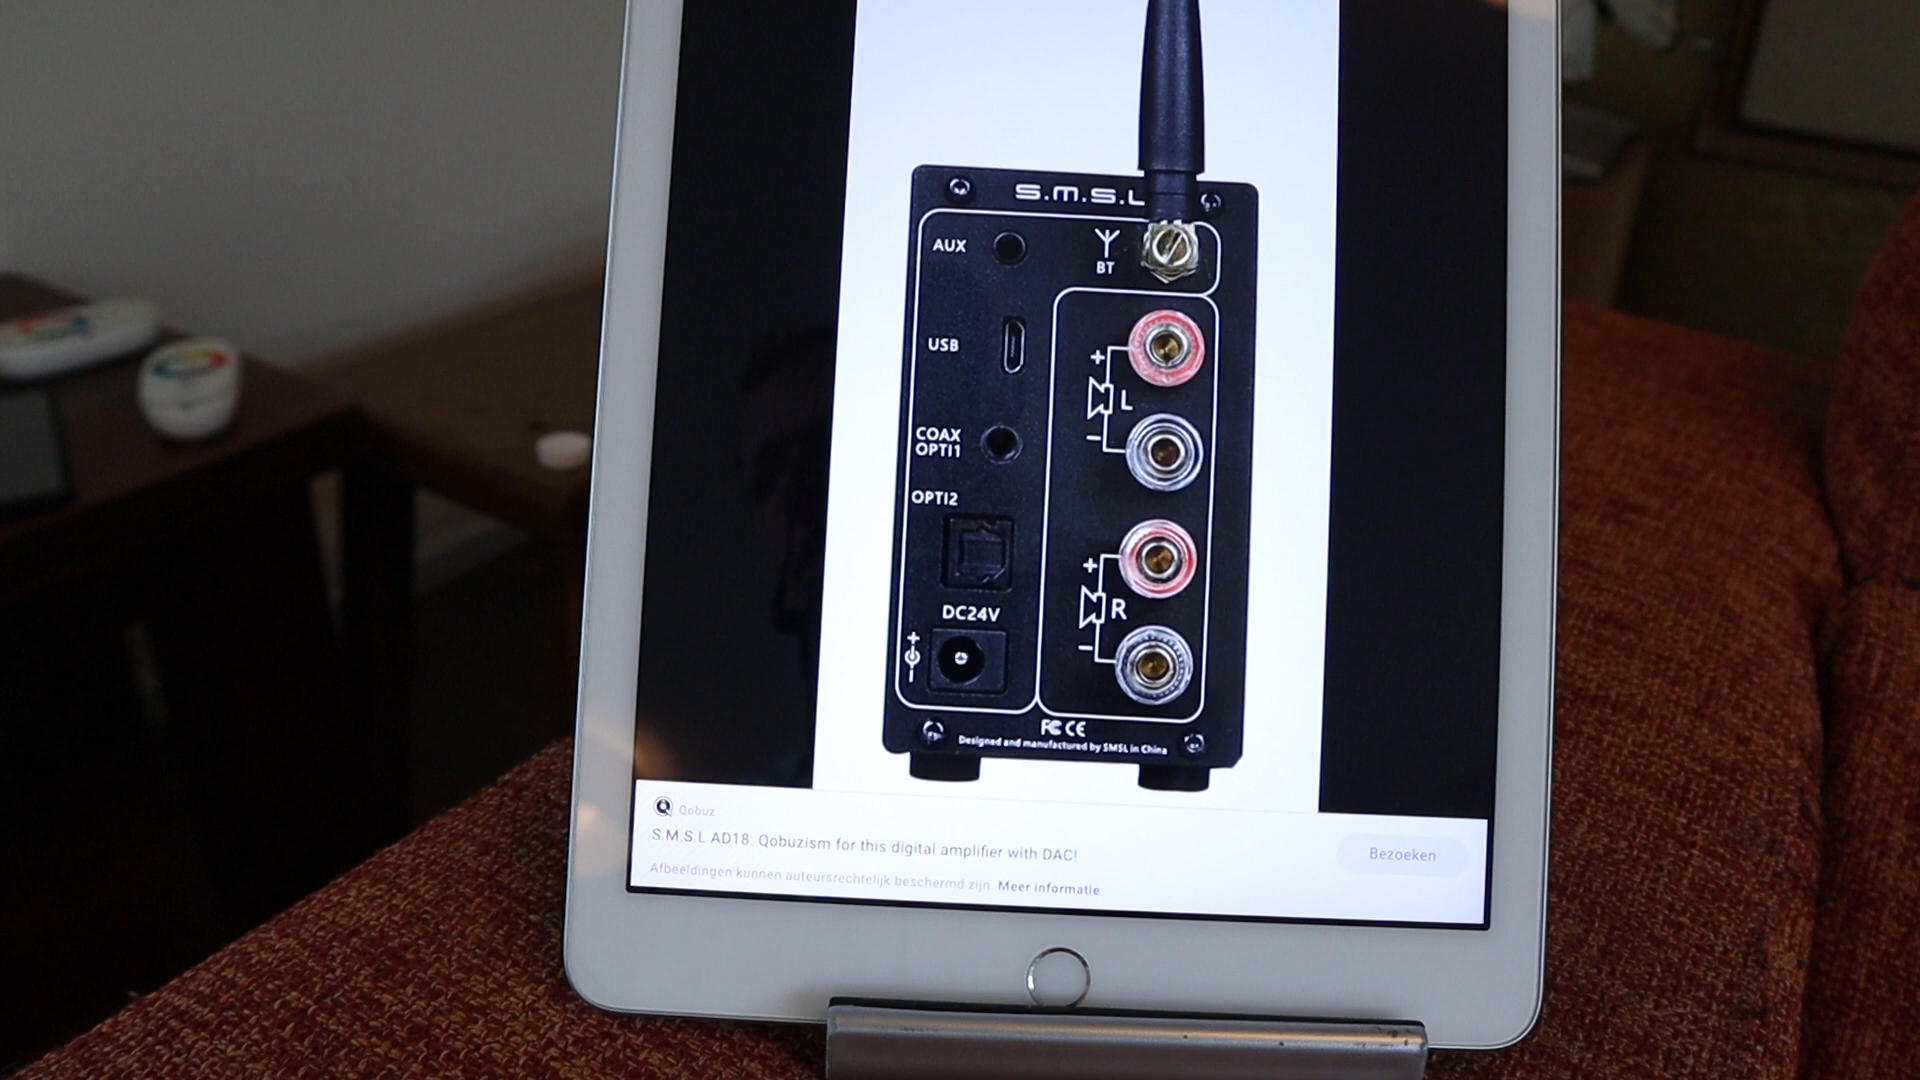 S.M.S.L
AUX
BT
USB
+
L
-
COAX
OPTI1
OPTI2
+
R
-
DC24V
+
-
FC CE
Designed and manufactured by SMSL in China
Qobuz
S.M.S.L AD18: Qobuzism for this digital amplifier with DAC!
Bezoeken
Afbeeldingen kunnen auteursrechtelijk beschermd zijn. Meer informatie